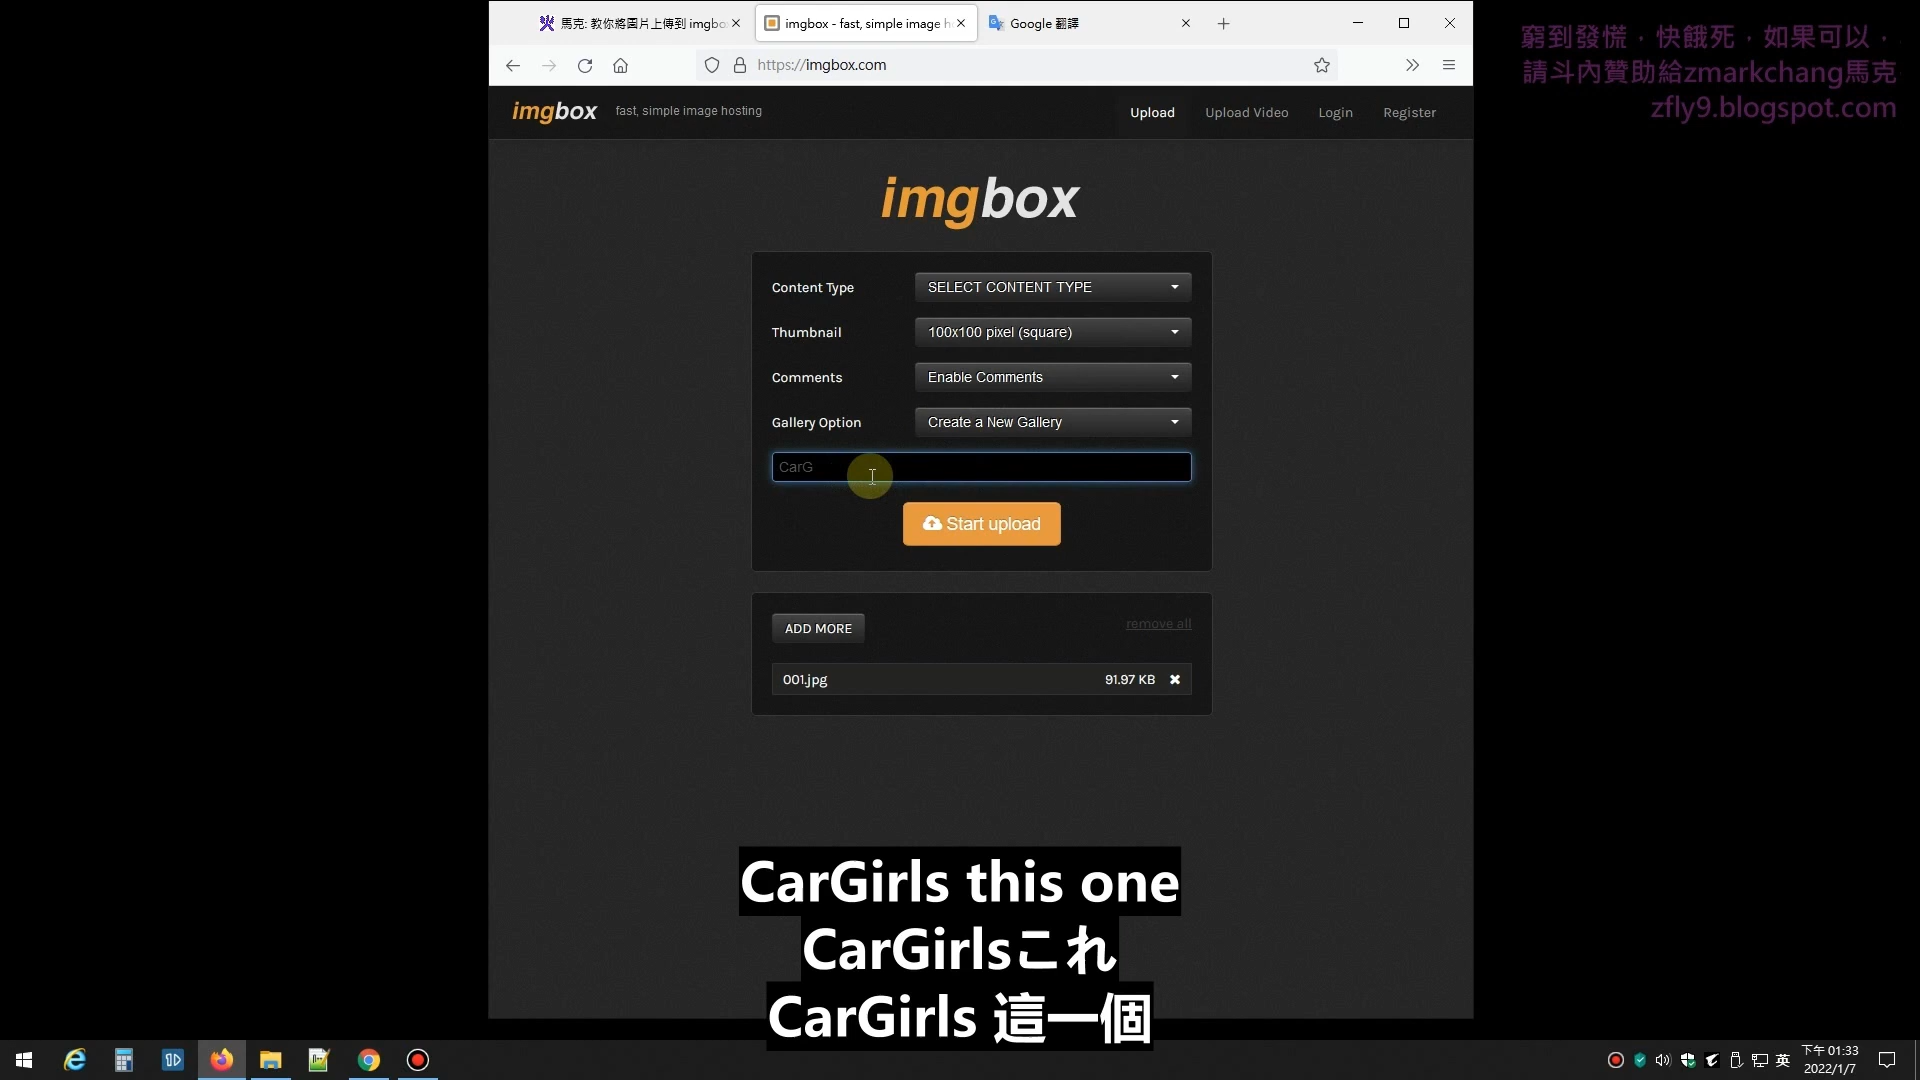 馬克: 教你將圖片上傳到 imgbo
imgbox - fast, simple image h
Google 翻譯
窮到發慌，快餓死，如果可以，
請斗內贊助給zmarkchang馬克
zfly9.blogspot.com
https://imgbox.com
imgbox
fast, simple image hosting
Upload
Upload Video
Login
Register
imgbox
Content Type
SELECT CONTENT TYPE
Thumbnail
100x100 pixel (square)
Comments
Enable Comments
Gallery Option
Create a New Gallery
CarG
Start upload
ADD MORE
remove all
001.jpg
91.97 KB
CarGirls this one
CarGirlsこれ
CarGirls 這一個
英
下午 01:33
2022/1/7